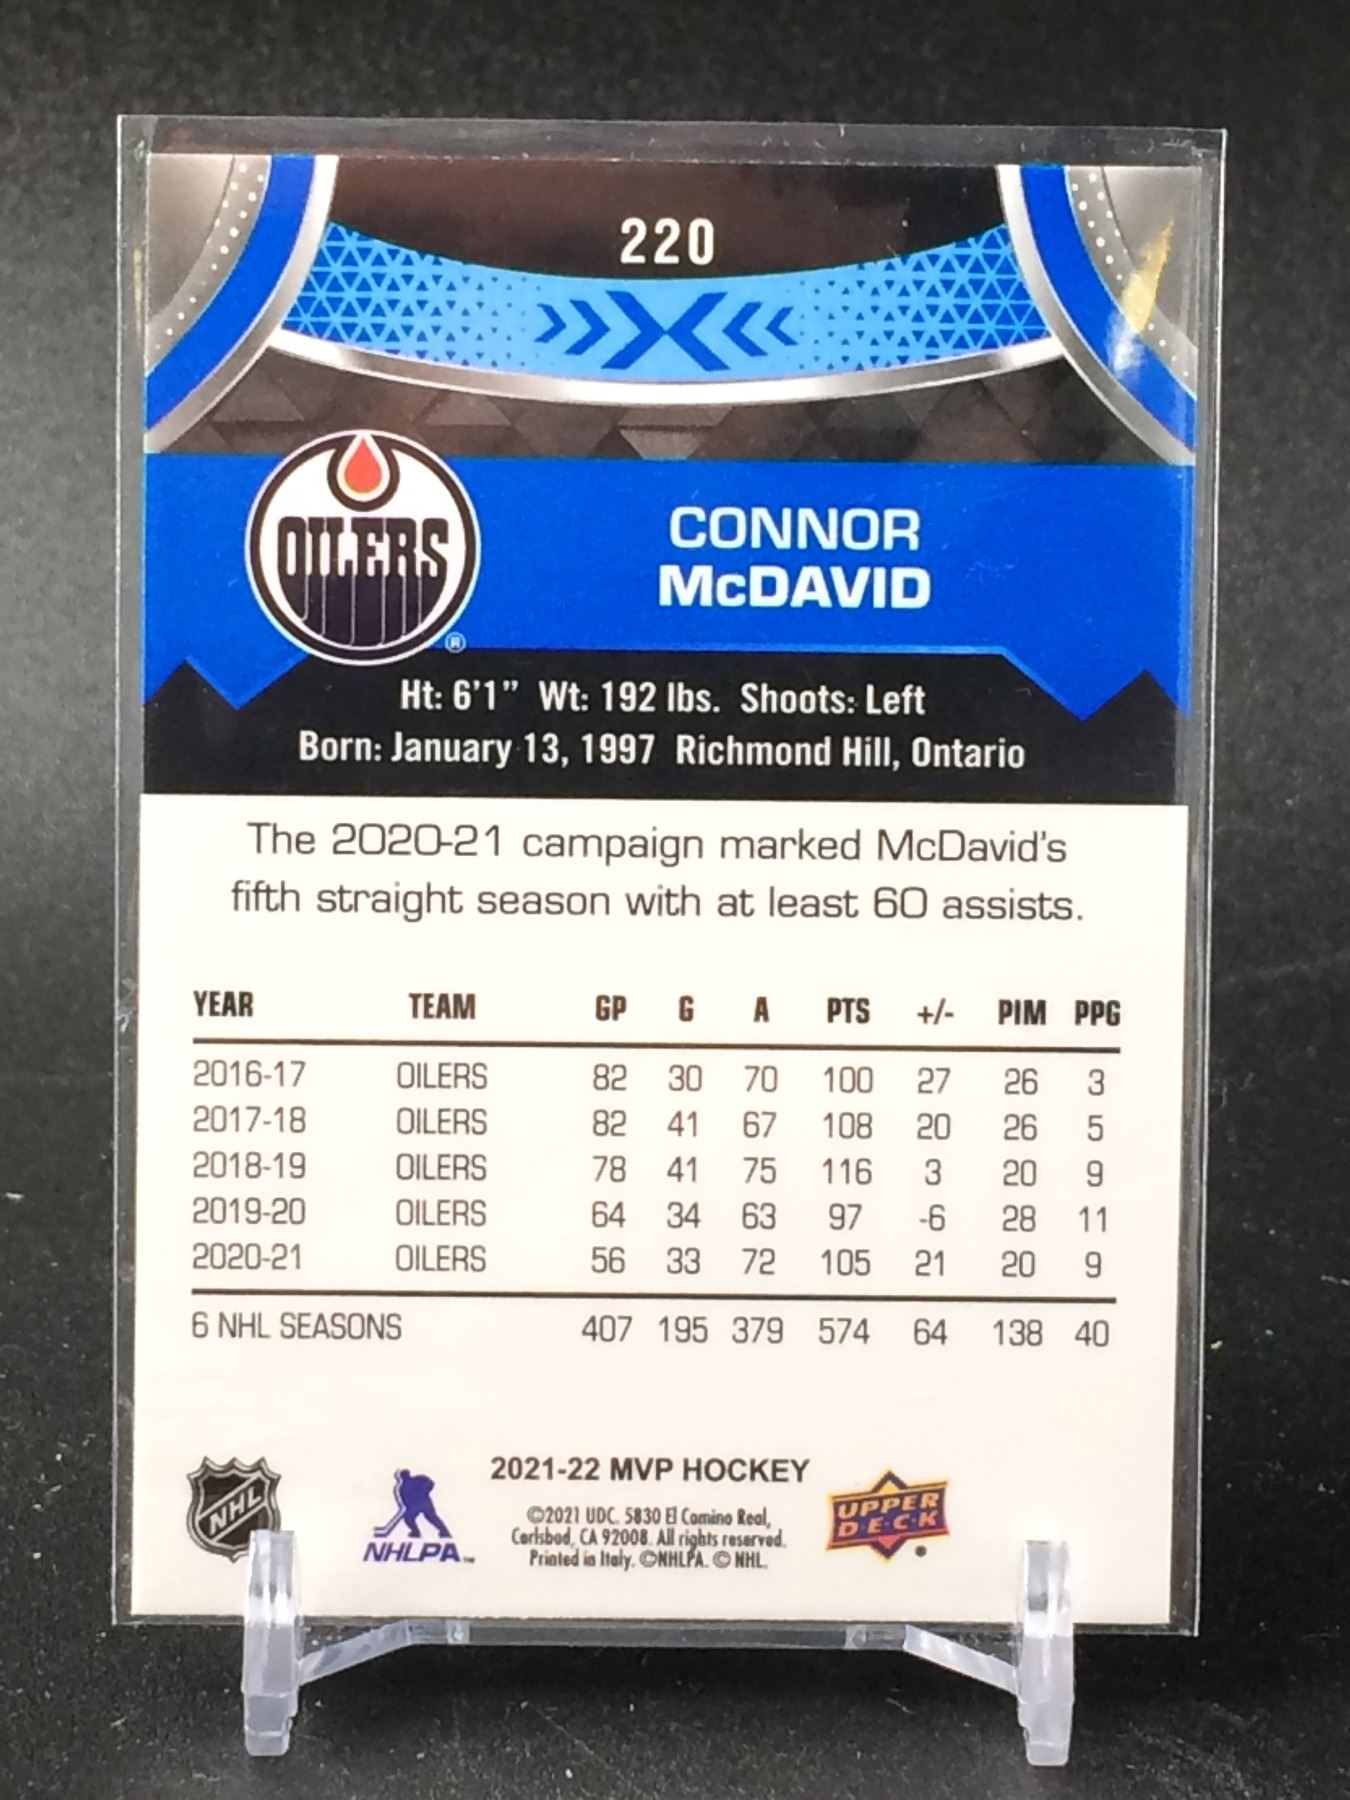 220
OILERS
®
CONNOR
McDAVID
Ht: 6'1" Wt: 192 lbs. Shoots: Left
Born: January 13, 1997 Richmond Hill, Ontario
The 2020-21 campaign marked McDavid's
fifth straight season with at least 60 assists.
YEAR TEAM GP G A PTS +/- PIM PPG
2016-17 OILERS 82 30 70 100 27 26 3
2017-18 OILERS 82 41 67 108 20 26 5
2018-19 OILERS 78 41 75 116 3 20 9
2019-20 OILERS 64 34 63 97 -6 28 11
2020-21 OILERS 56 33 72 105 21 20 9
6 NHL SEASONS 407 195 379 574 64 138 40
NHL
NHLPA™
2021-22 MVP HOCKEY
©2021 UDC. 5830 El Camino Real,
Carlsbad, CA 92008. All rights reserved.
Printed in Italy. ©NHLPA. © NHL.
UPPER
DECK